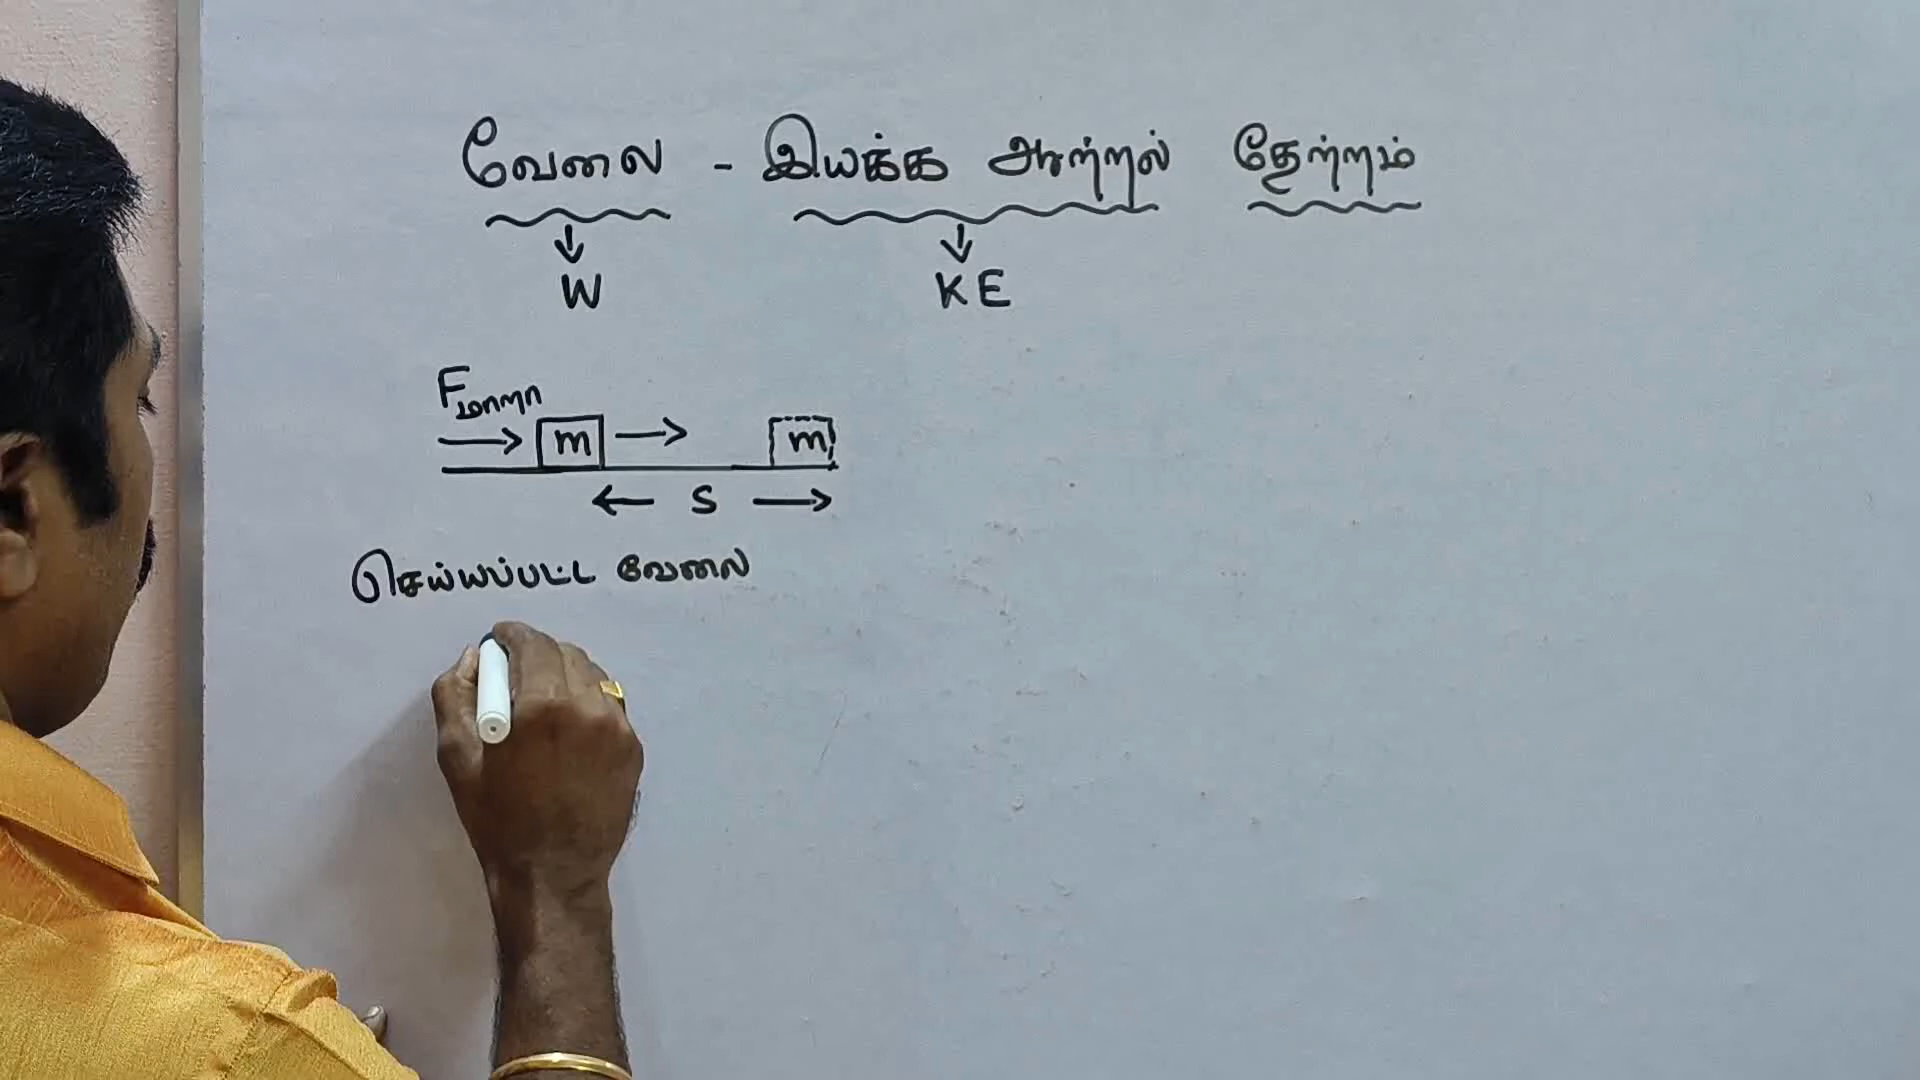 வேலை - இயக்க ஆற்றல் தேற்றம்
W KE
Fமாறா
m m
S
செய்யப்பட்ட வேலை